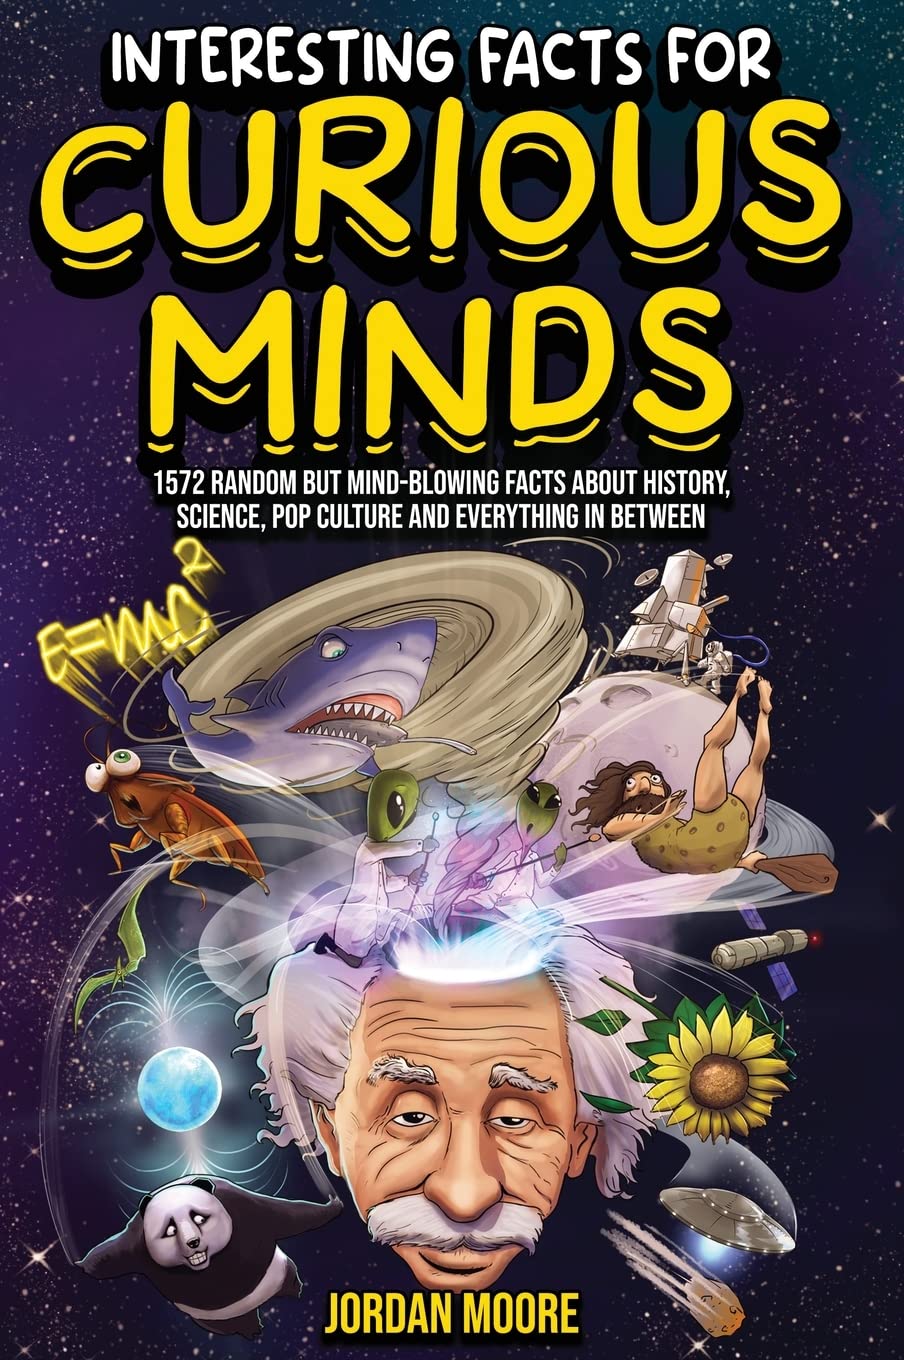 INTERESTING FACTS FOR
CURIOUS
MINDS
1572 RANDOM BUT MIND-BLOWING FACTS ABOUT HISTORY,
SCIENCE, POP CULTURE AND EVERYTHING IN BETWEEN
E=MC²
JORDAN MOORE